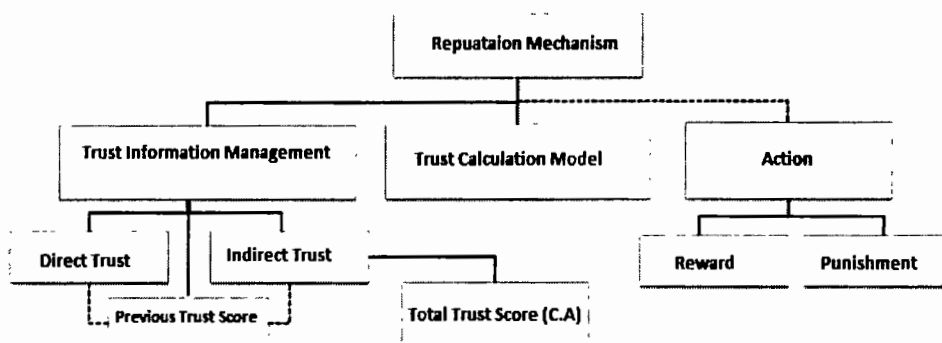 Repuataion Mechanism
Trust Information Management
Trust Calculation Model
Action
Direct Trust
Indirect Trust
Reward
Punishment
Previous Trust Score
Total Trust Score (C.A)